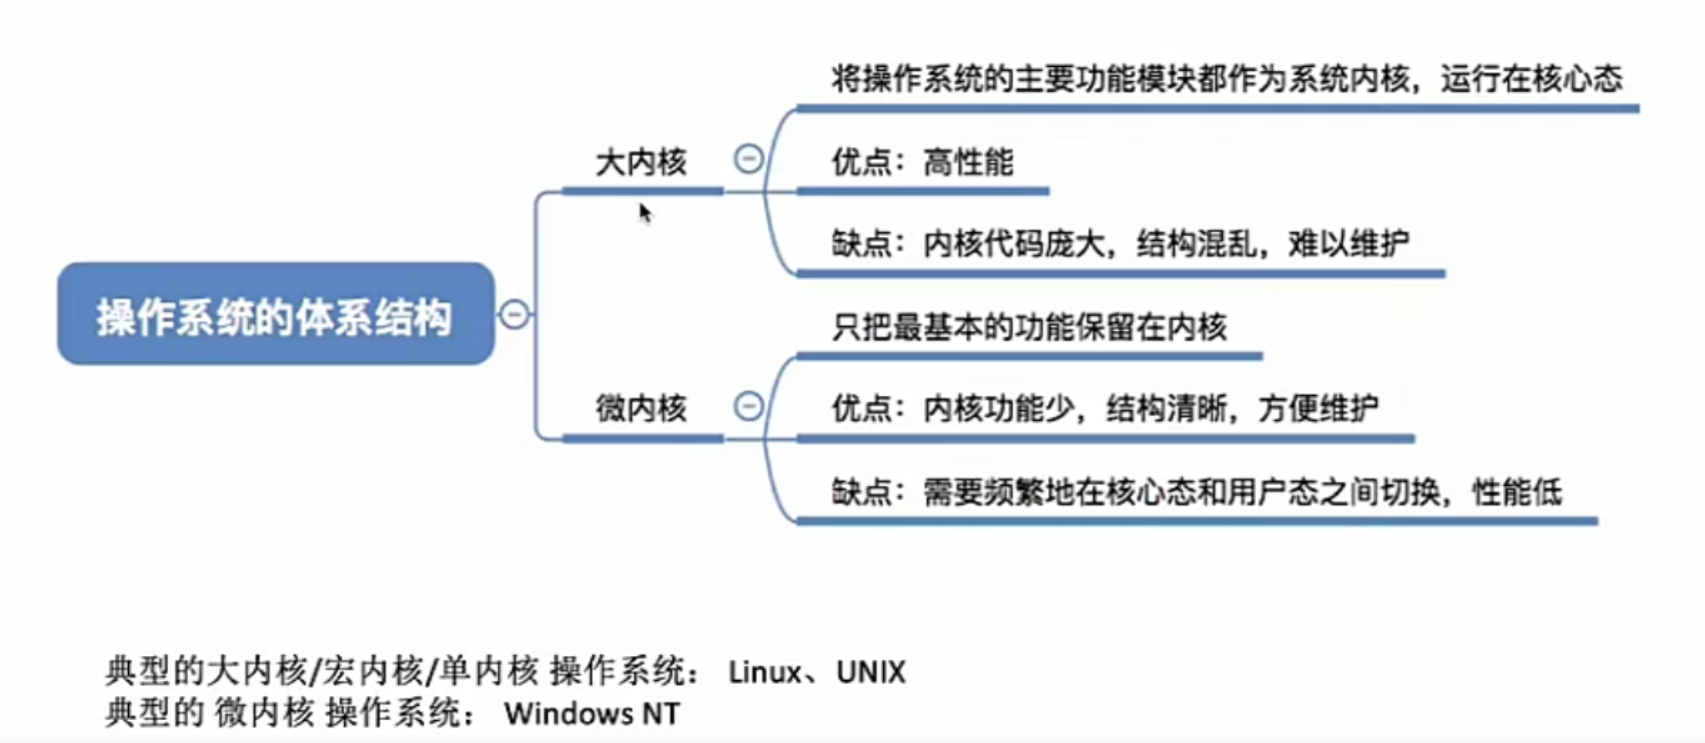 将操作系统的主要功能模块都作为系统内核，运行在核心态
大内核
优点：高性能
缺点：内核代码庞大，结构混乱，难以维护
操作系统的体系结构
只把最基本的功能保留在内核
微内核
优点：内核功能少，结构清晰，方便维护
缺点：需要频繁地在核心态和用户态之间切换，性能低
典型的大内核/宏内核/单内核 操作系统： Linux、UNIX
典型的 微内核 操作系统： Windows NT